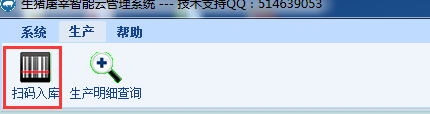 生猪屠宰智能云管理系统 --- 技术支持QQ：514639053
系统 生产 帮助
扫码入库 生产明细查询